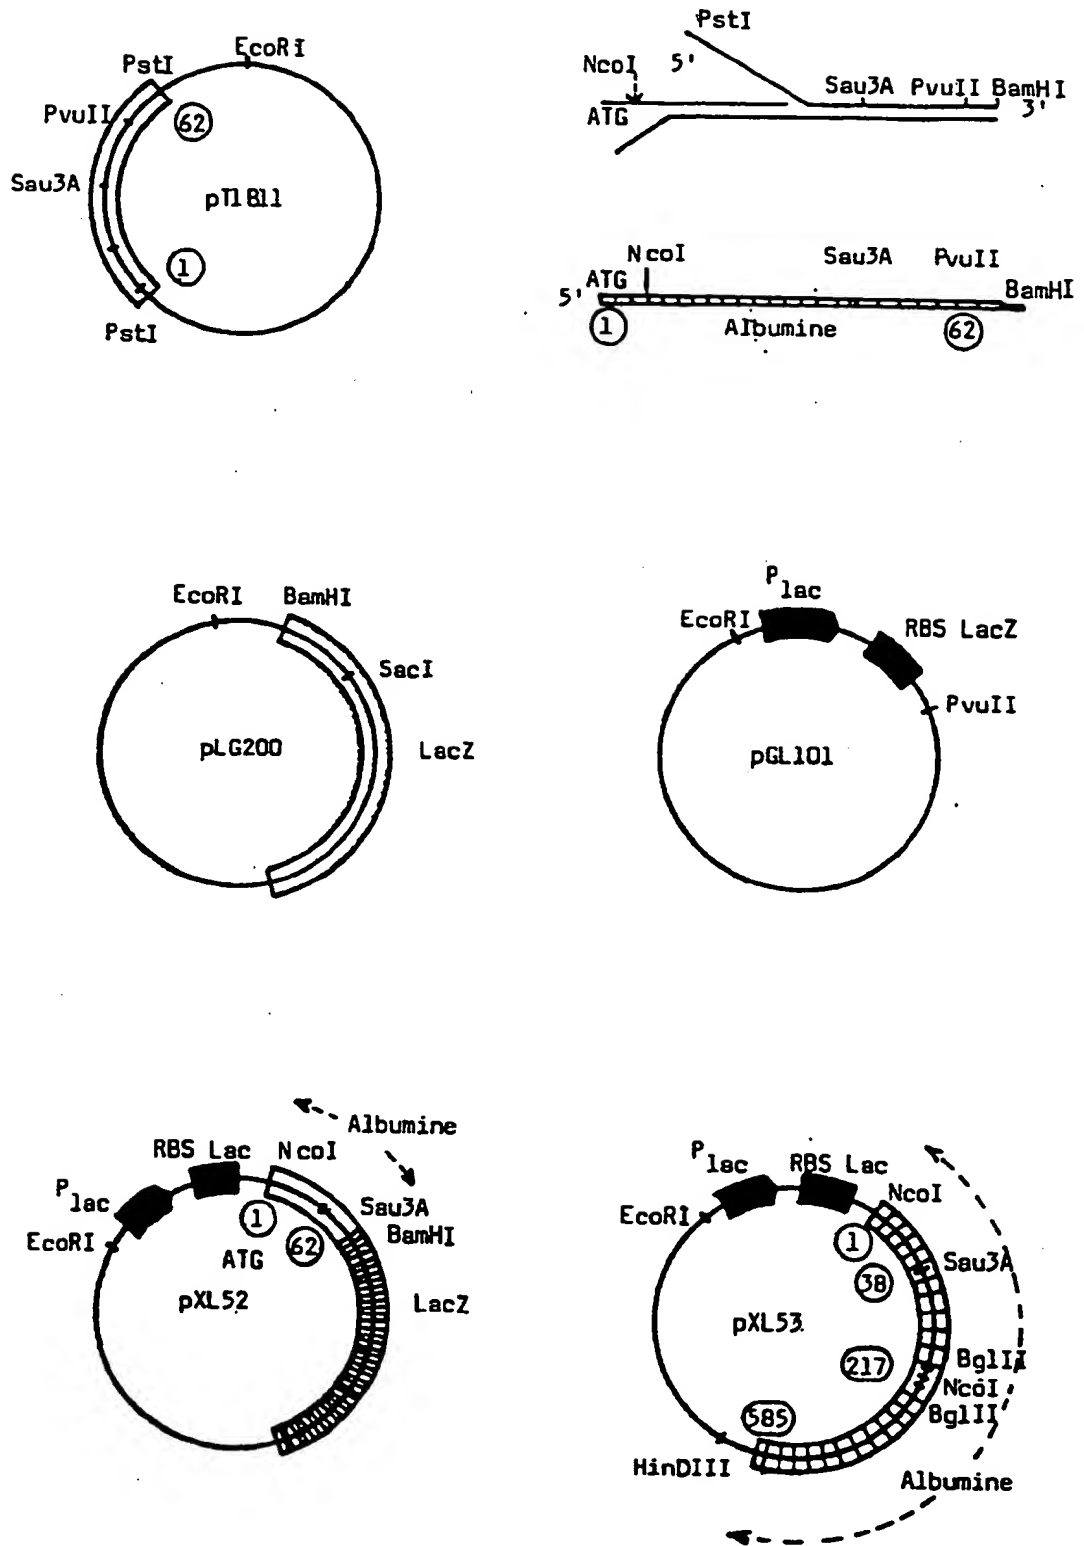 EcoRI
PstI
PvuII
62
Sau3A
pT1B11
1
PstI
PstI
NcoI
5'
Sau3A PvuII BamHI
3'
ATG
NcoI Sau3A PvuII
ATG
BamHI
5'
1
Albumine
62
EcoRI BamHI
SacI
pLG200
LacZ
Plac
EcoRI
RBS LacZ
PvuII
pGL101
Albumine
RBS Lac NcoI
Plac
Sau3A
BamHI
EcoRI
1
ATG
62
pXL52
LacZ
Plac
RBS Lac
NcoI
EcoRI
1
Sau3A
38
pXL53
217
BglII
NcoI
BglII
585
HinDIII
Albumine